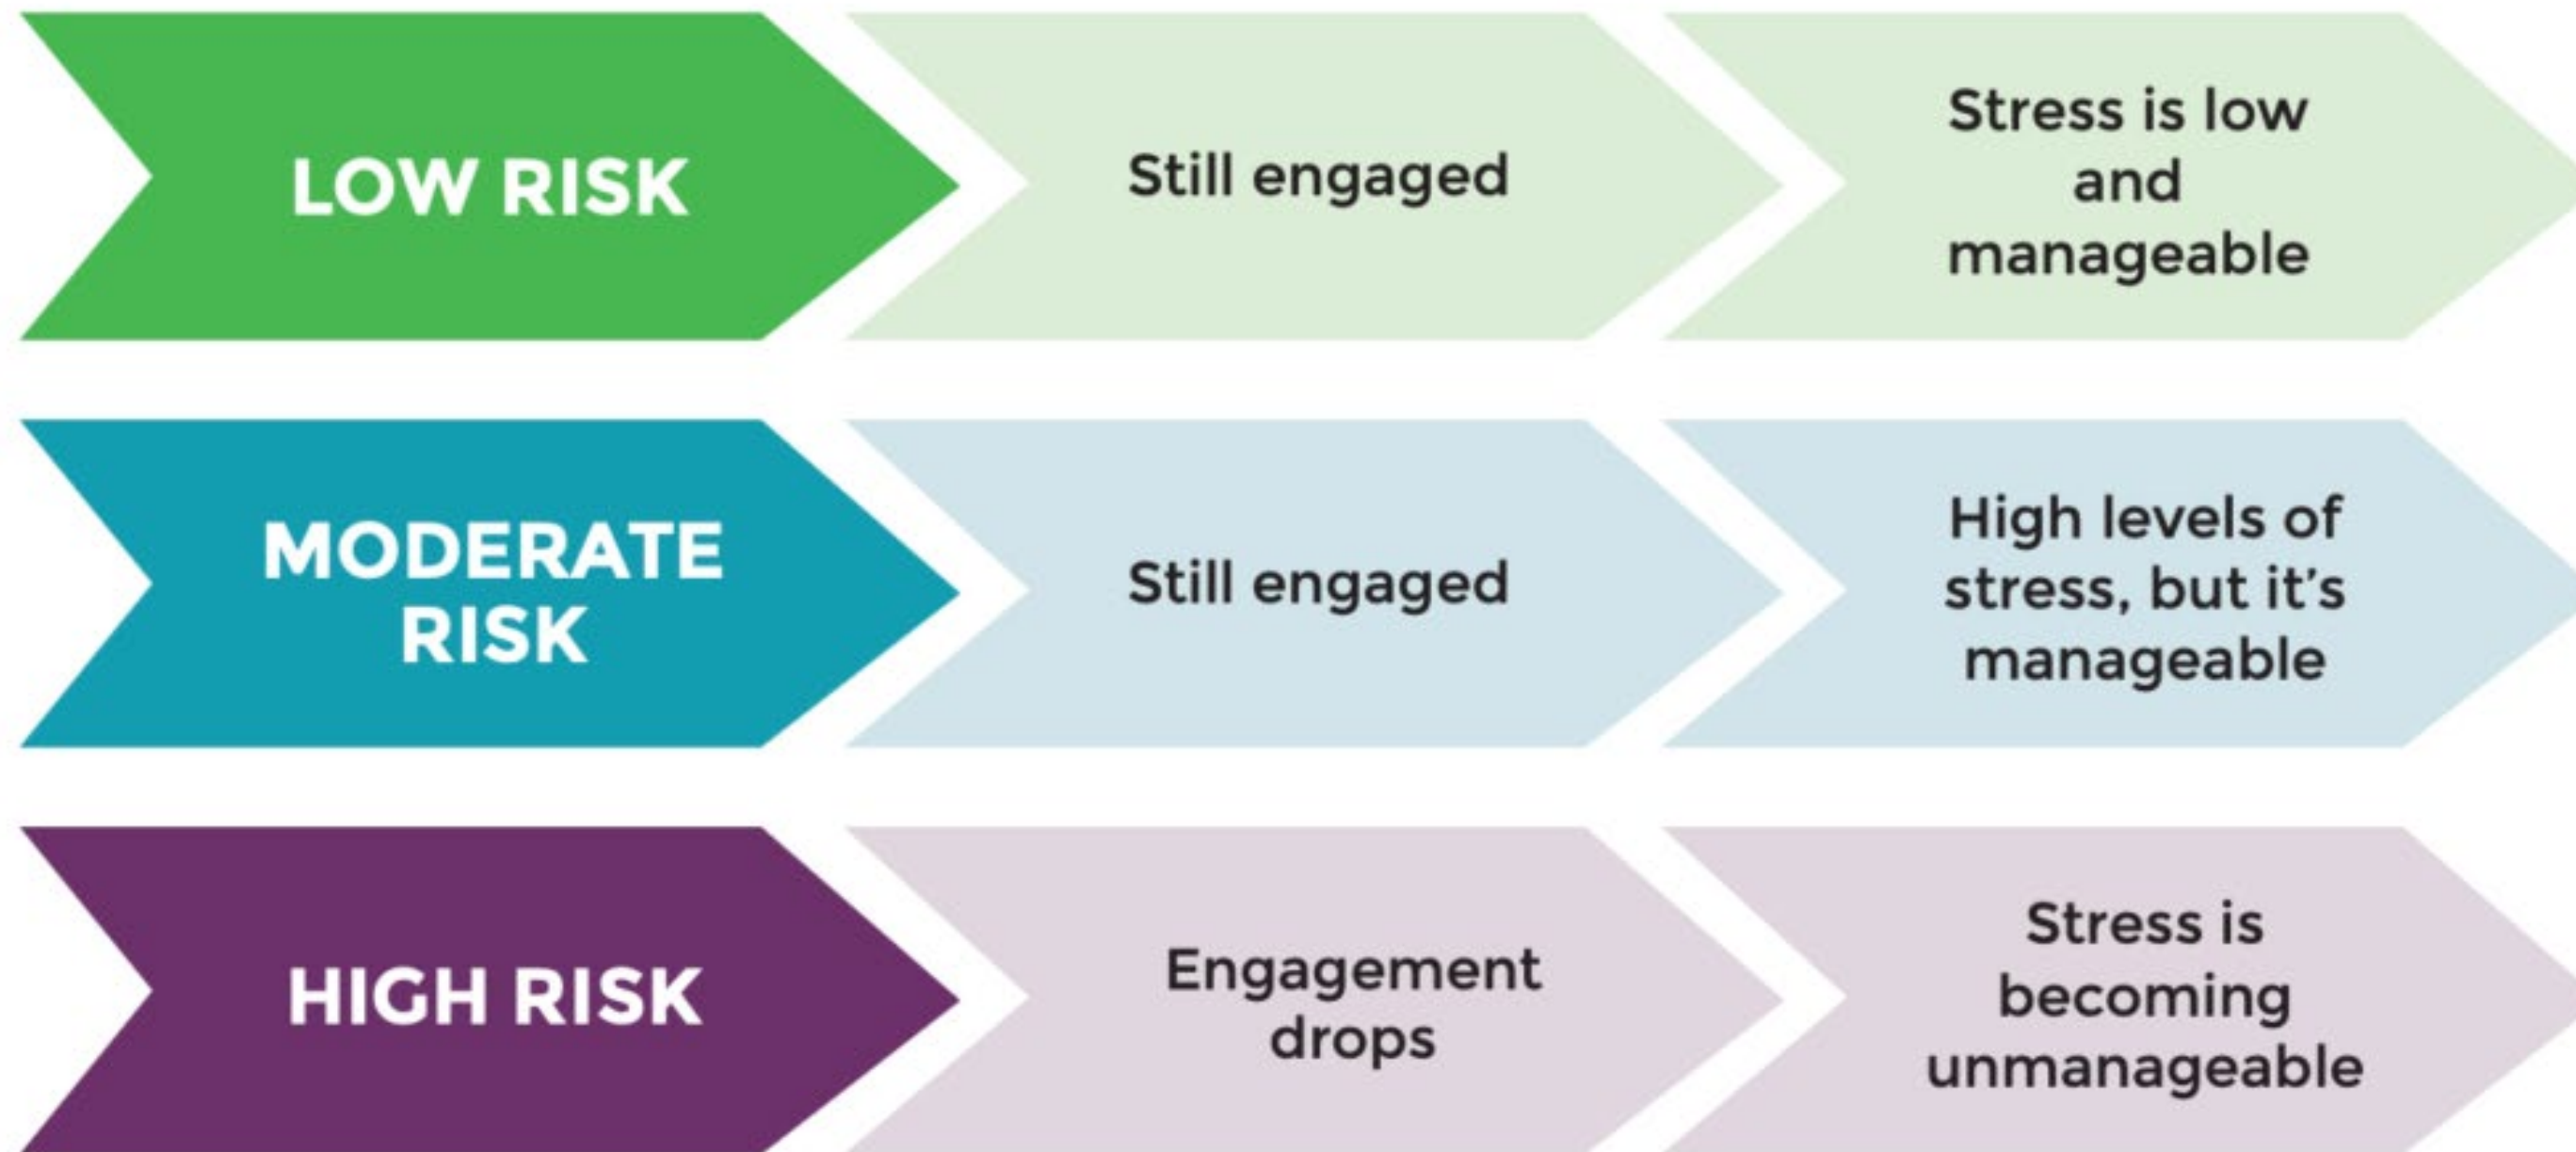 LOW RISK
Still engaged
Stress is low
and
manageable
MODERATE
RISK
Still engaged
High levels of
stress, but it’s
manageable
HIGH RISK
Engagement
drops
Stress is
becoming
unmanageable